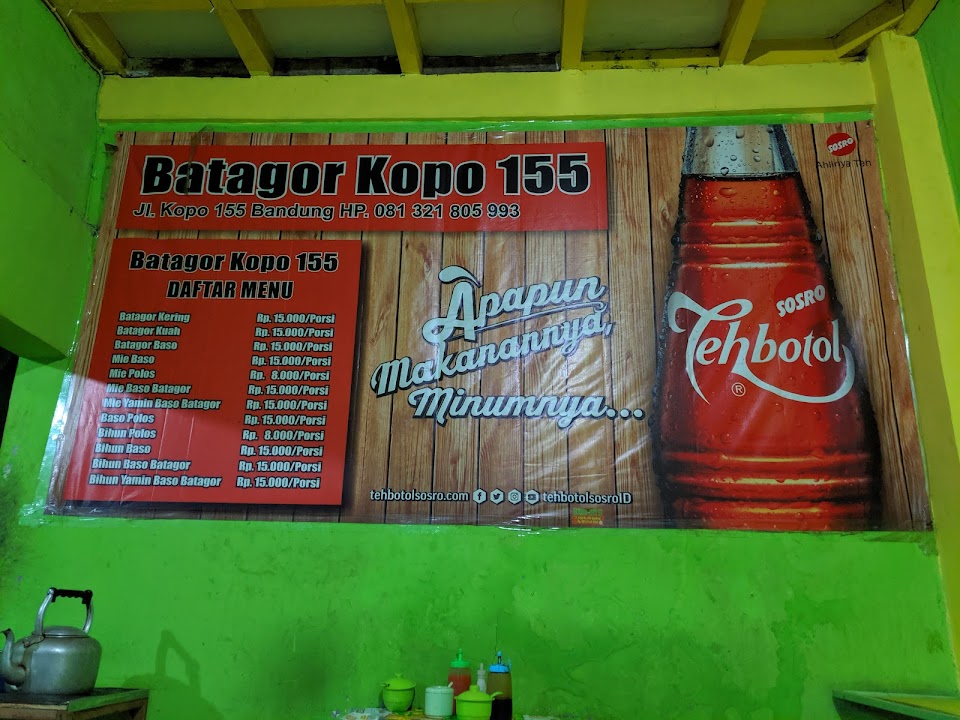 Batagor Kopo 155
Jl. Kopo 155 Bandung HP. 081 321 805 993
Batagor Kopo 155
DAFTAR MENU
Batagor Kering Rp. 15.000/Porsi
Batagor Kuah Rp. 15.000/Porsi
Batagor Baso Rp. 15.000/Porsi
Mie Baso Rp. 15.000/Porsi
Mie Polos Rp. 8.000/Porsi
Mie Baso Batagor Rp. 15.000/Porsi
Mie Yamin Baso Batagor Rp. 15.000/Porsi
Baso Polos Rp. 15.000/Porsi
Bihun Polos Rp. 8.000/Porsi
Bihun Baso Rp. 15.000/Porsi
Bihun Baso Batagor Rp. 15.000/Porsi
Bihun Yamin Baso Batagor Rp. 15.000/Porsi
Apapun
Makanannya,
Minumnya...
tehbotolsosro.com tehbotolsosroID
SOSRO
Ahlinya Teh
SOSRO
Tehbotol
®